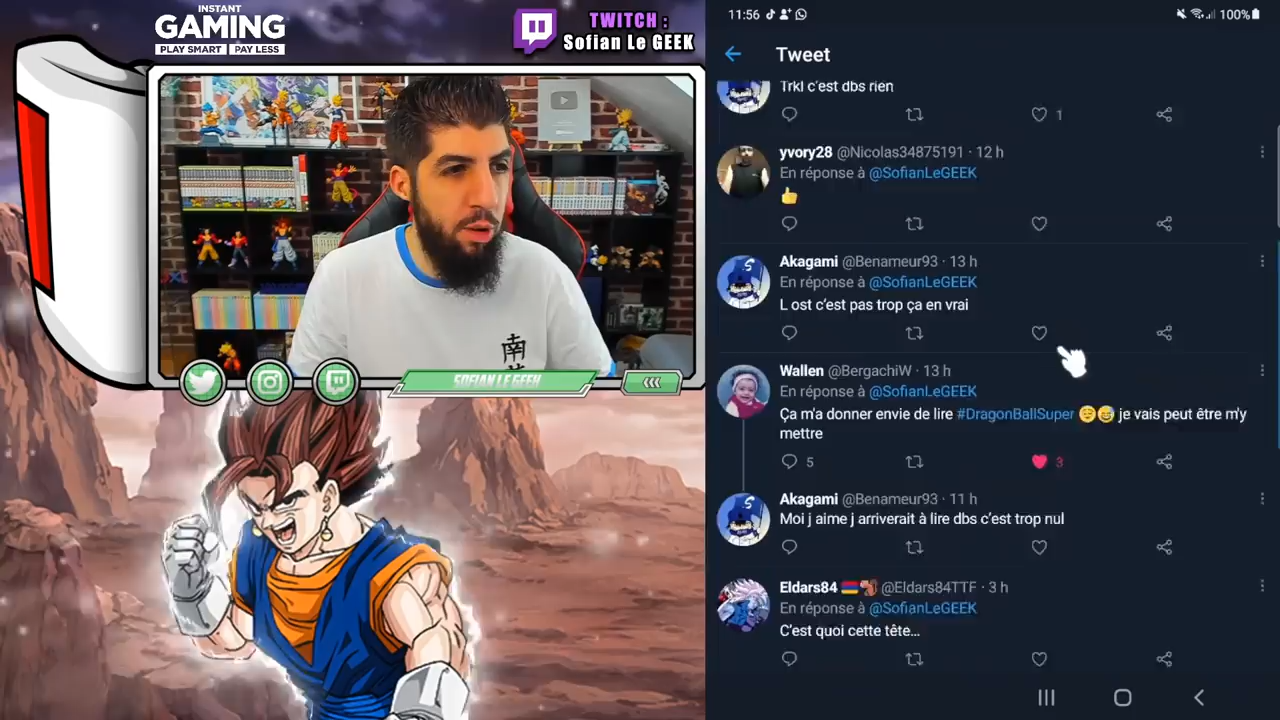 INSTANT
GAMING
PLAY SMART | PAY LESS
TWITCH :
Sofian Le GEEK
南
SOFIAN LE GEEK
11:56
100%
Tweet
Trkl c'est dbs rien
1
yvory28 @Nicolas34875191 · 12 h
En réponse à @SofianLeGEEK
👍
Akagami @Benameur93 · 13 h
En réponse à @SofianLeGEEK
L ost c'est pas trop ça en vrai
Wallen @BergachiW · 13 h
En réponse à @SofianLeGEEK
Ça m'a donner envie de lire #DragonBallSuper 😌😅 je vais peut être m'y
mettre
5
3
Akagami @Benameur93 · 11 h
Moi j aime j arriverait à lire dbs c'est trop nul
Eldars84 🇦🇲🐿️ @Eldars84TTF · 3 h
En réponse à @SofianLeGEEK
C'est quoi cette tête...